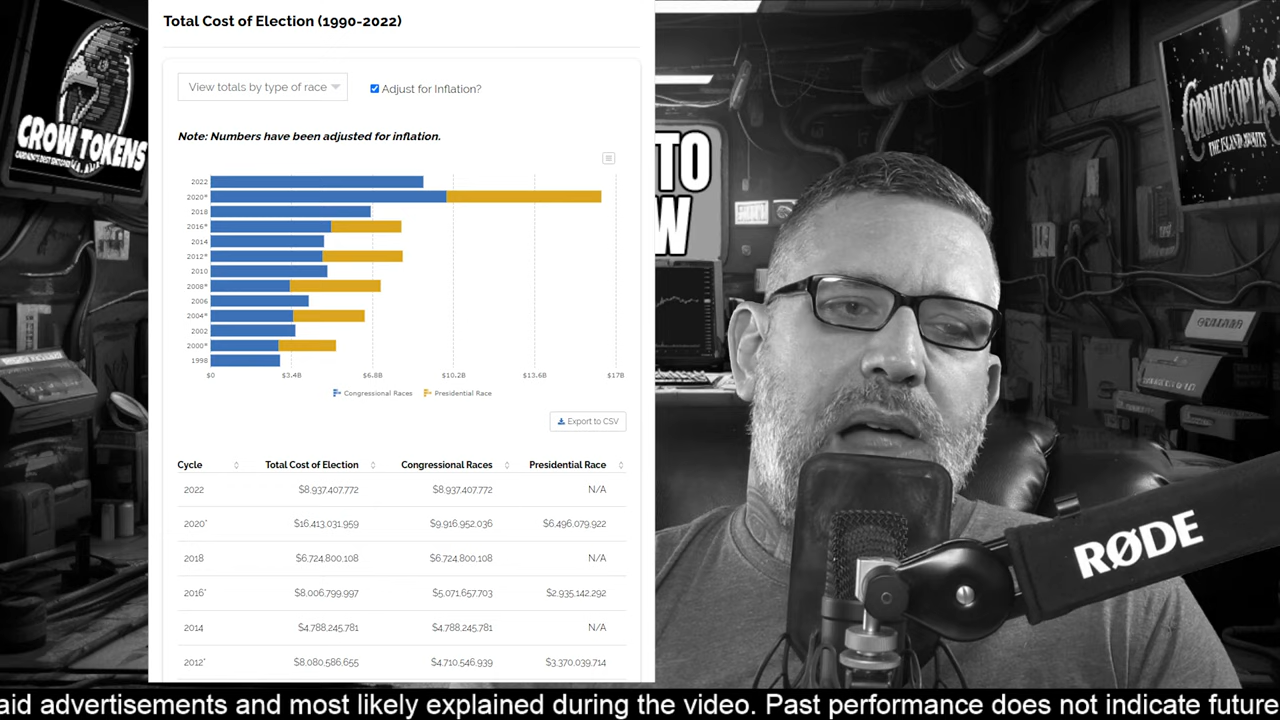 Total Cost of Election (1990-2022)
View totals by type of race
Adjust for Inflation?
Note: Numbers have been adjusted for inflation.
2022
2020*
2018
2016*
2014
2012*
2010
2008*
2006
2004*
2002
2000*
1998
$0 $3.4B $6.8B $10.2B $13.6B $17B
Congressional Races Presidential Race
Export to CSV
Cycle Total Cost of Election Congressional Races Presidential Race
2022 $8,937,407,772 $8,937,407,772 N/A
2020* $16,413,031,959 $9,916,952,036 $6,496,079,922
2018 $6,724,800,108 $6,724,800,108 N/A
2016* $8,006,799,997 $5,071,657,703 $2,935,142,292
2014 $4,788,245,781 $4,788,245,781 N/A
2012* $8,080,586,655 $4,710,546,939 $3,370,039,714
CROW TOKENS
TO
W
CORNUCOPIAS
THE ISLAND AWAITS
RØDE
aid advertisements and most likely explained during the video. Past performance does not indicate future